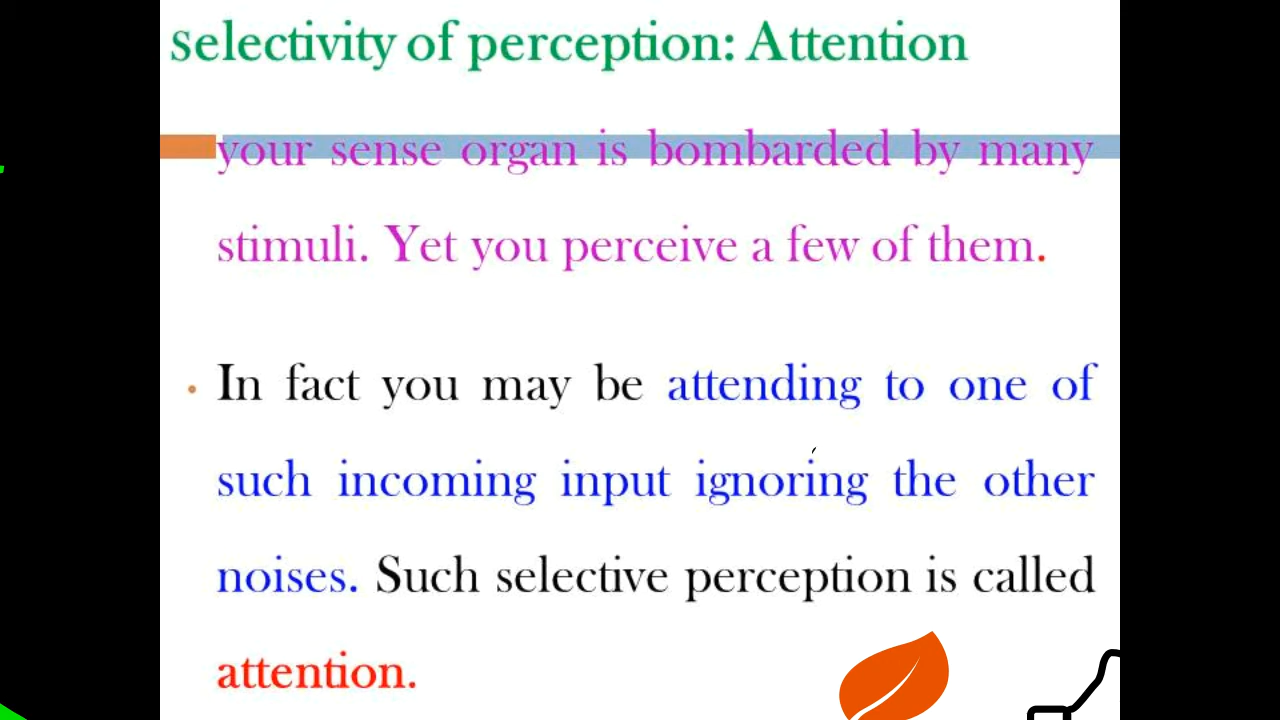 Selectivity of perception: Attention
your sense organ is bombarded by many
stimuli. Yet you perceive a few of them.
• In fact you may be attending to one of
such incoming input ignoring the other
noises. Such selective perception is called
attention.